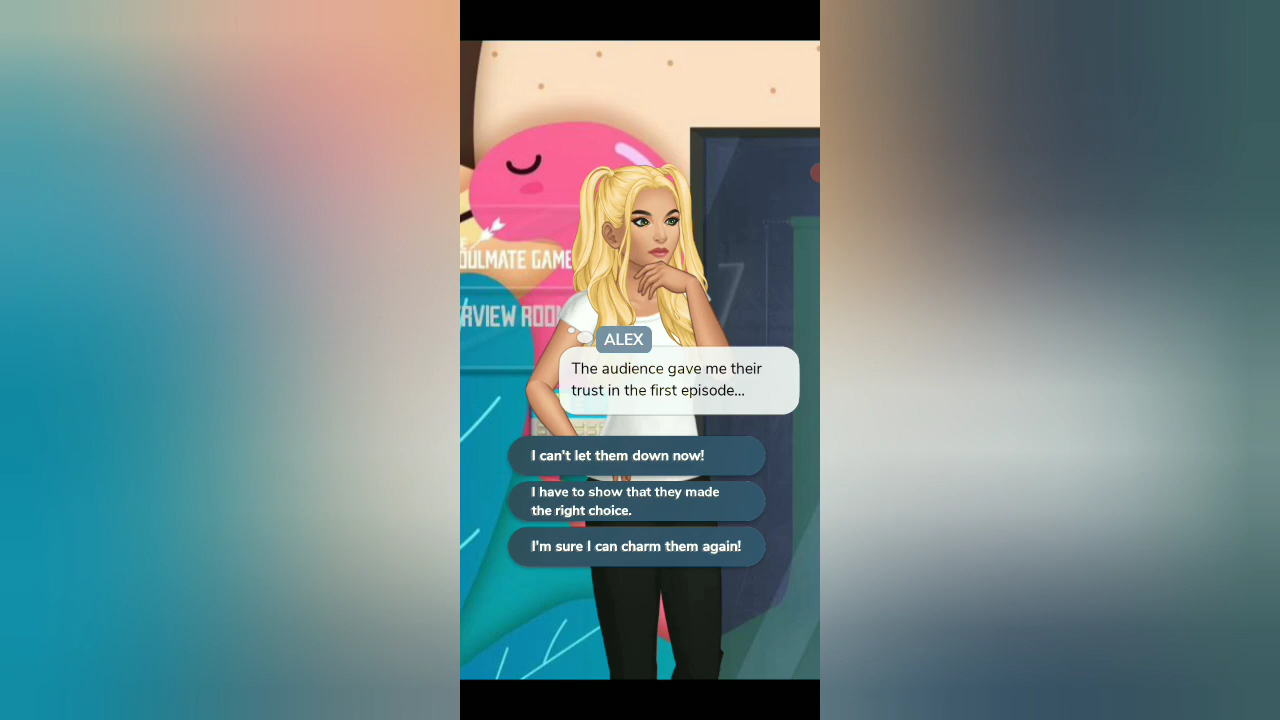 OULMATE GAME
RVIEW ROO
ALEX
The audience gave me their
trust in the first episode...
I can't let them down now!
I have to show that they made
the right choice.
I'm sure I can charm them again!